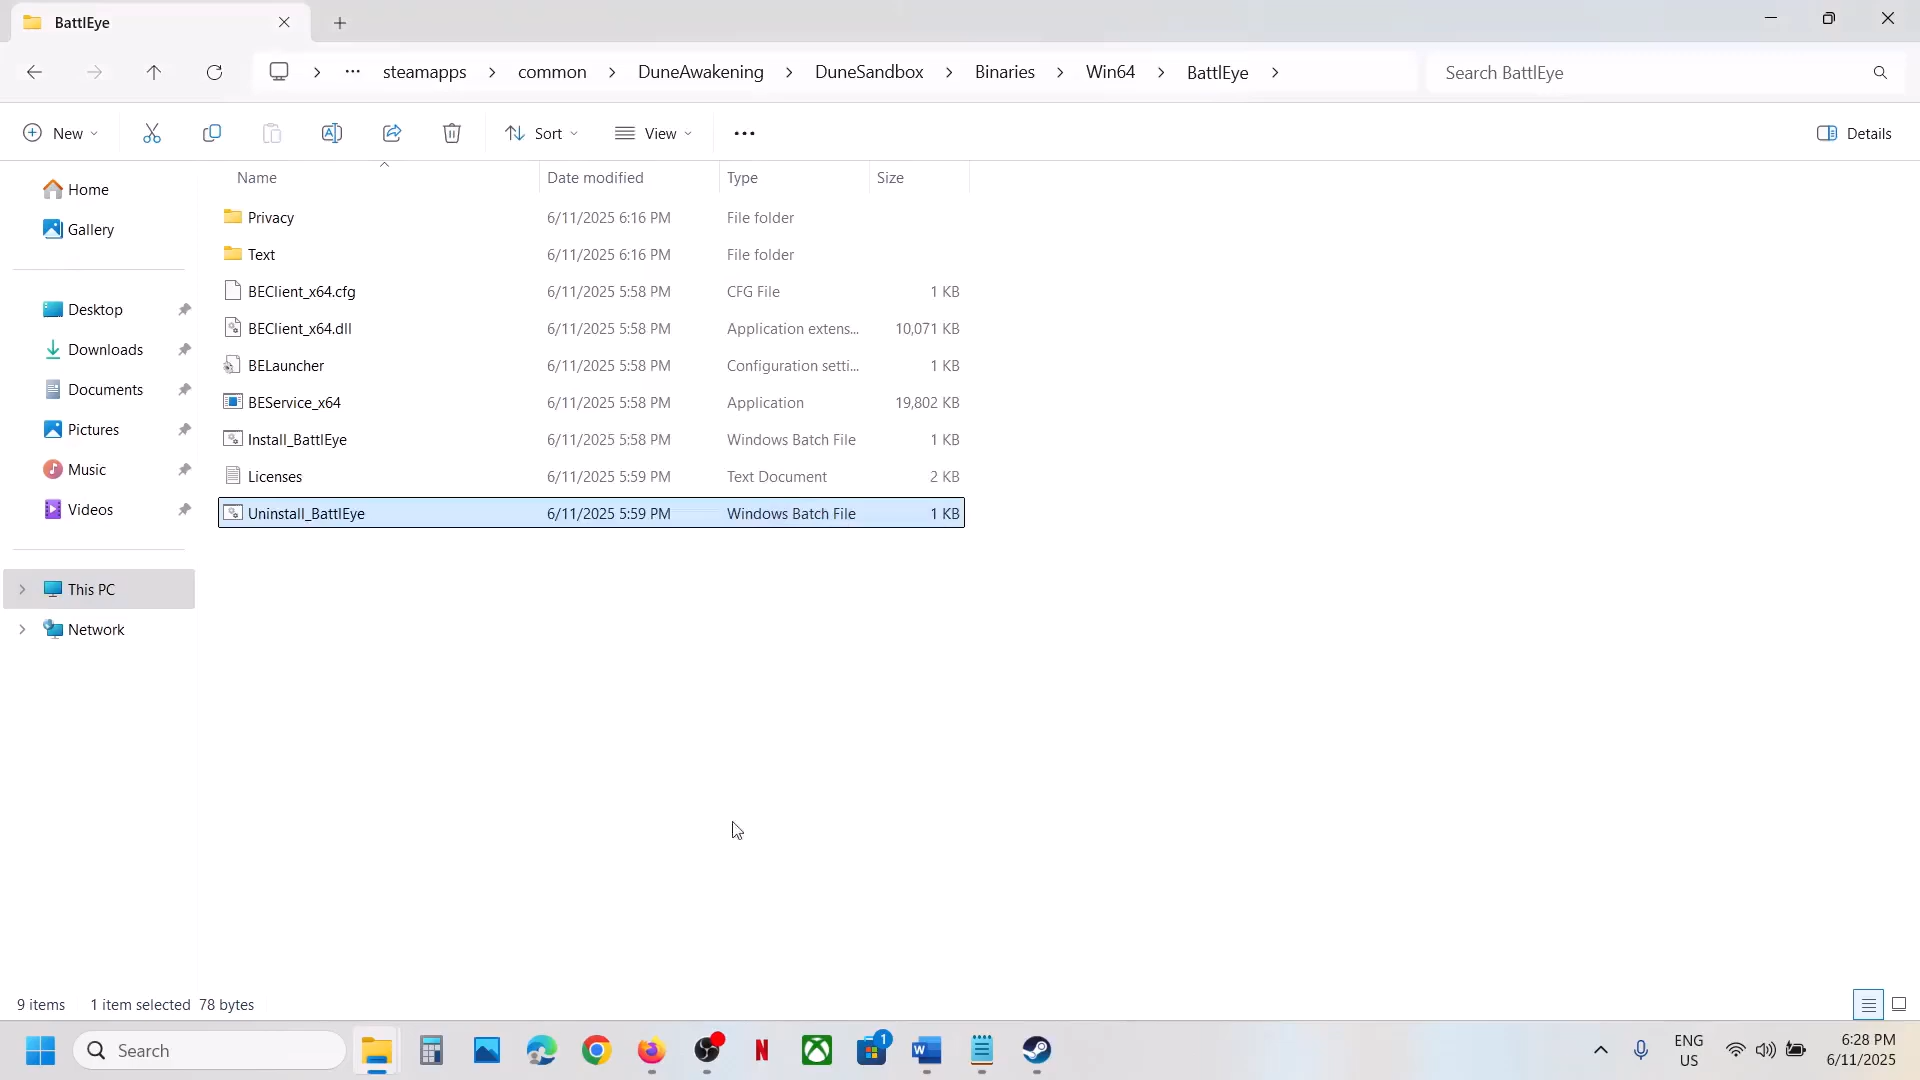 BattlEye
steamapps
common
DuneAwakening
DuneSandbox
Binaries
Win64
BattlEye
Search BattlEye
New
Sort
View
Details
Name
Date modified
Type
Size
Home
Gallery
Desktop
Downloads
Documents
Pictures
Music
Videos
This PC
Network
Privacy 6/11/2025 6:16 PM File folder
Text 6/11/2025 6:16 PM File folder
BEClient_x64.cfg 6/11/2025 5:58 PM CFG File 1 KB
BEClient_x64.dll 6/11/2025 5:58 PM Application extens... 10,071 KB
BELauncher 6/11/2025 5:58 PM Configuration setti... 1 KB
BEService_x64 6/11/2025 5:58 PM Application 19,802 KB
Install_BattlEye 6/11/2025 5:58 PM Windows Batch File 1 KB
Licenses 6/11/2025 5:59 PM Text Document 2 KB
Uninstall_BattlEye 6/11/2025 5:59 PM Windows Batch File 1 KB
9 items 1 item selected 78 bytes
Search
1
ENG
US
6:28 PM
6/11/2025